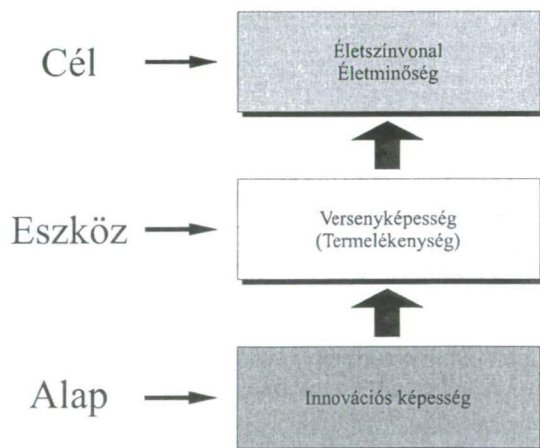 Cél
Életszínvonal
Életminőség
Eszköz
Versenyképesség
(Termelékenység)
Alap
Innovációs képesség